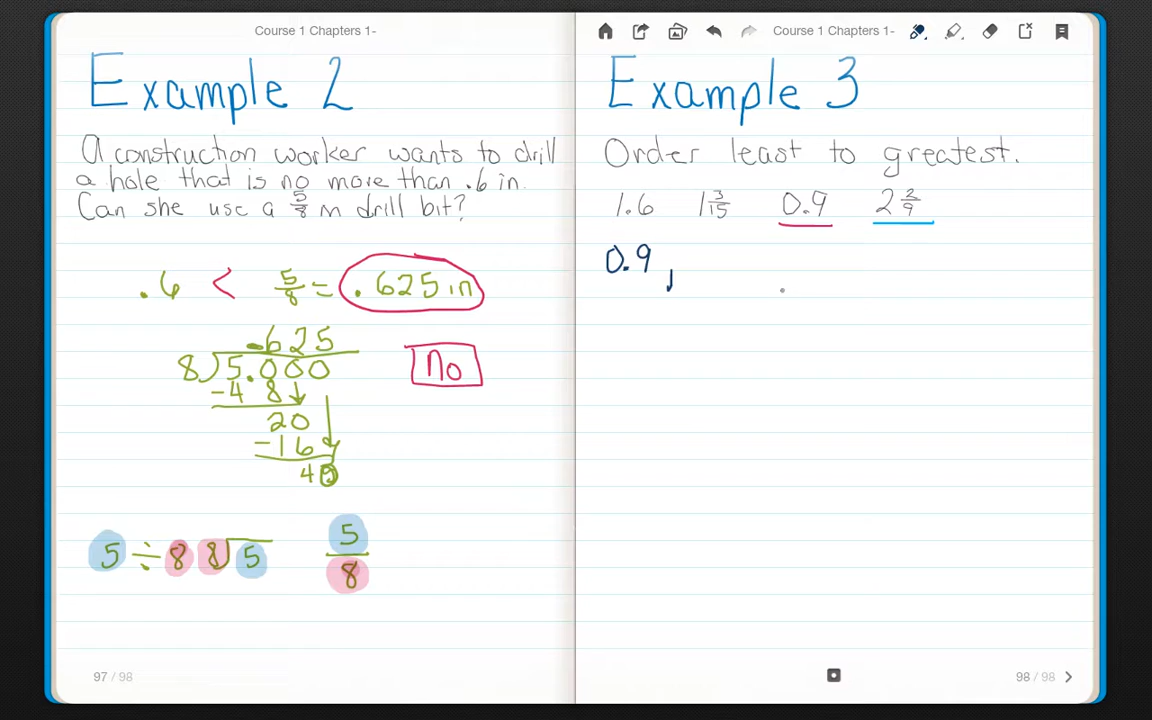 Course 1 Chapters 1-
Example 2
A construction worker wants to drill
a hole that is no more than .6 in.
Can she use a 5/8 in drill bit?
.6 < 5/8 = .625 in
.625
8)5.000
-48
20
-16
40
no
5 ÷ 8 8)5 5/8
97 / 98
Course 1 Chapters 1-
Example 3
Order least to greatest.
1.6 1 3/15 0.9 2 2/9
0.9,
98 / 98